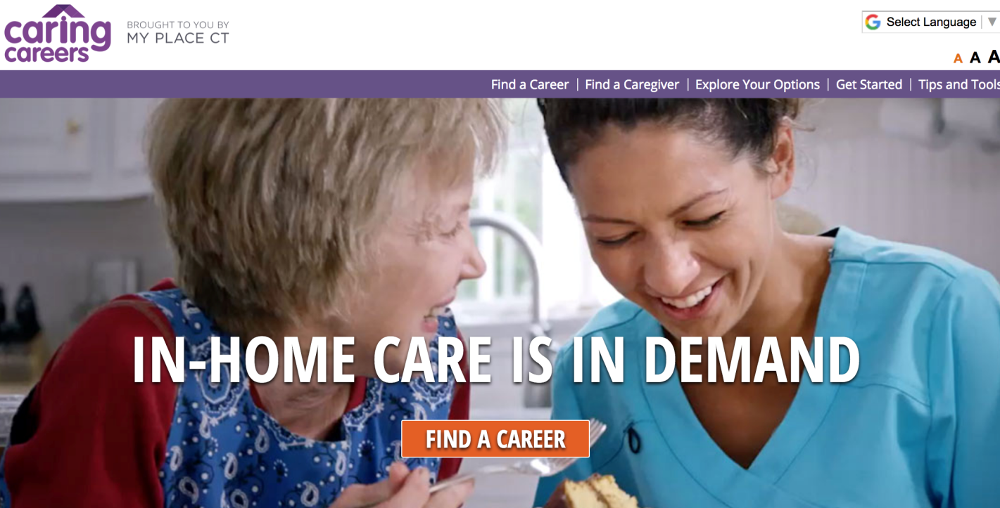 caring
careers
BROUGHT TO YOU BY
MY PLACE CT
Select Language
A A A
Find a Career | Find a Caregiver | Explore Your Options | Get Started | Tips and Tools
IN-HOME CARE IS IN DEMAND
FIND A CAREER